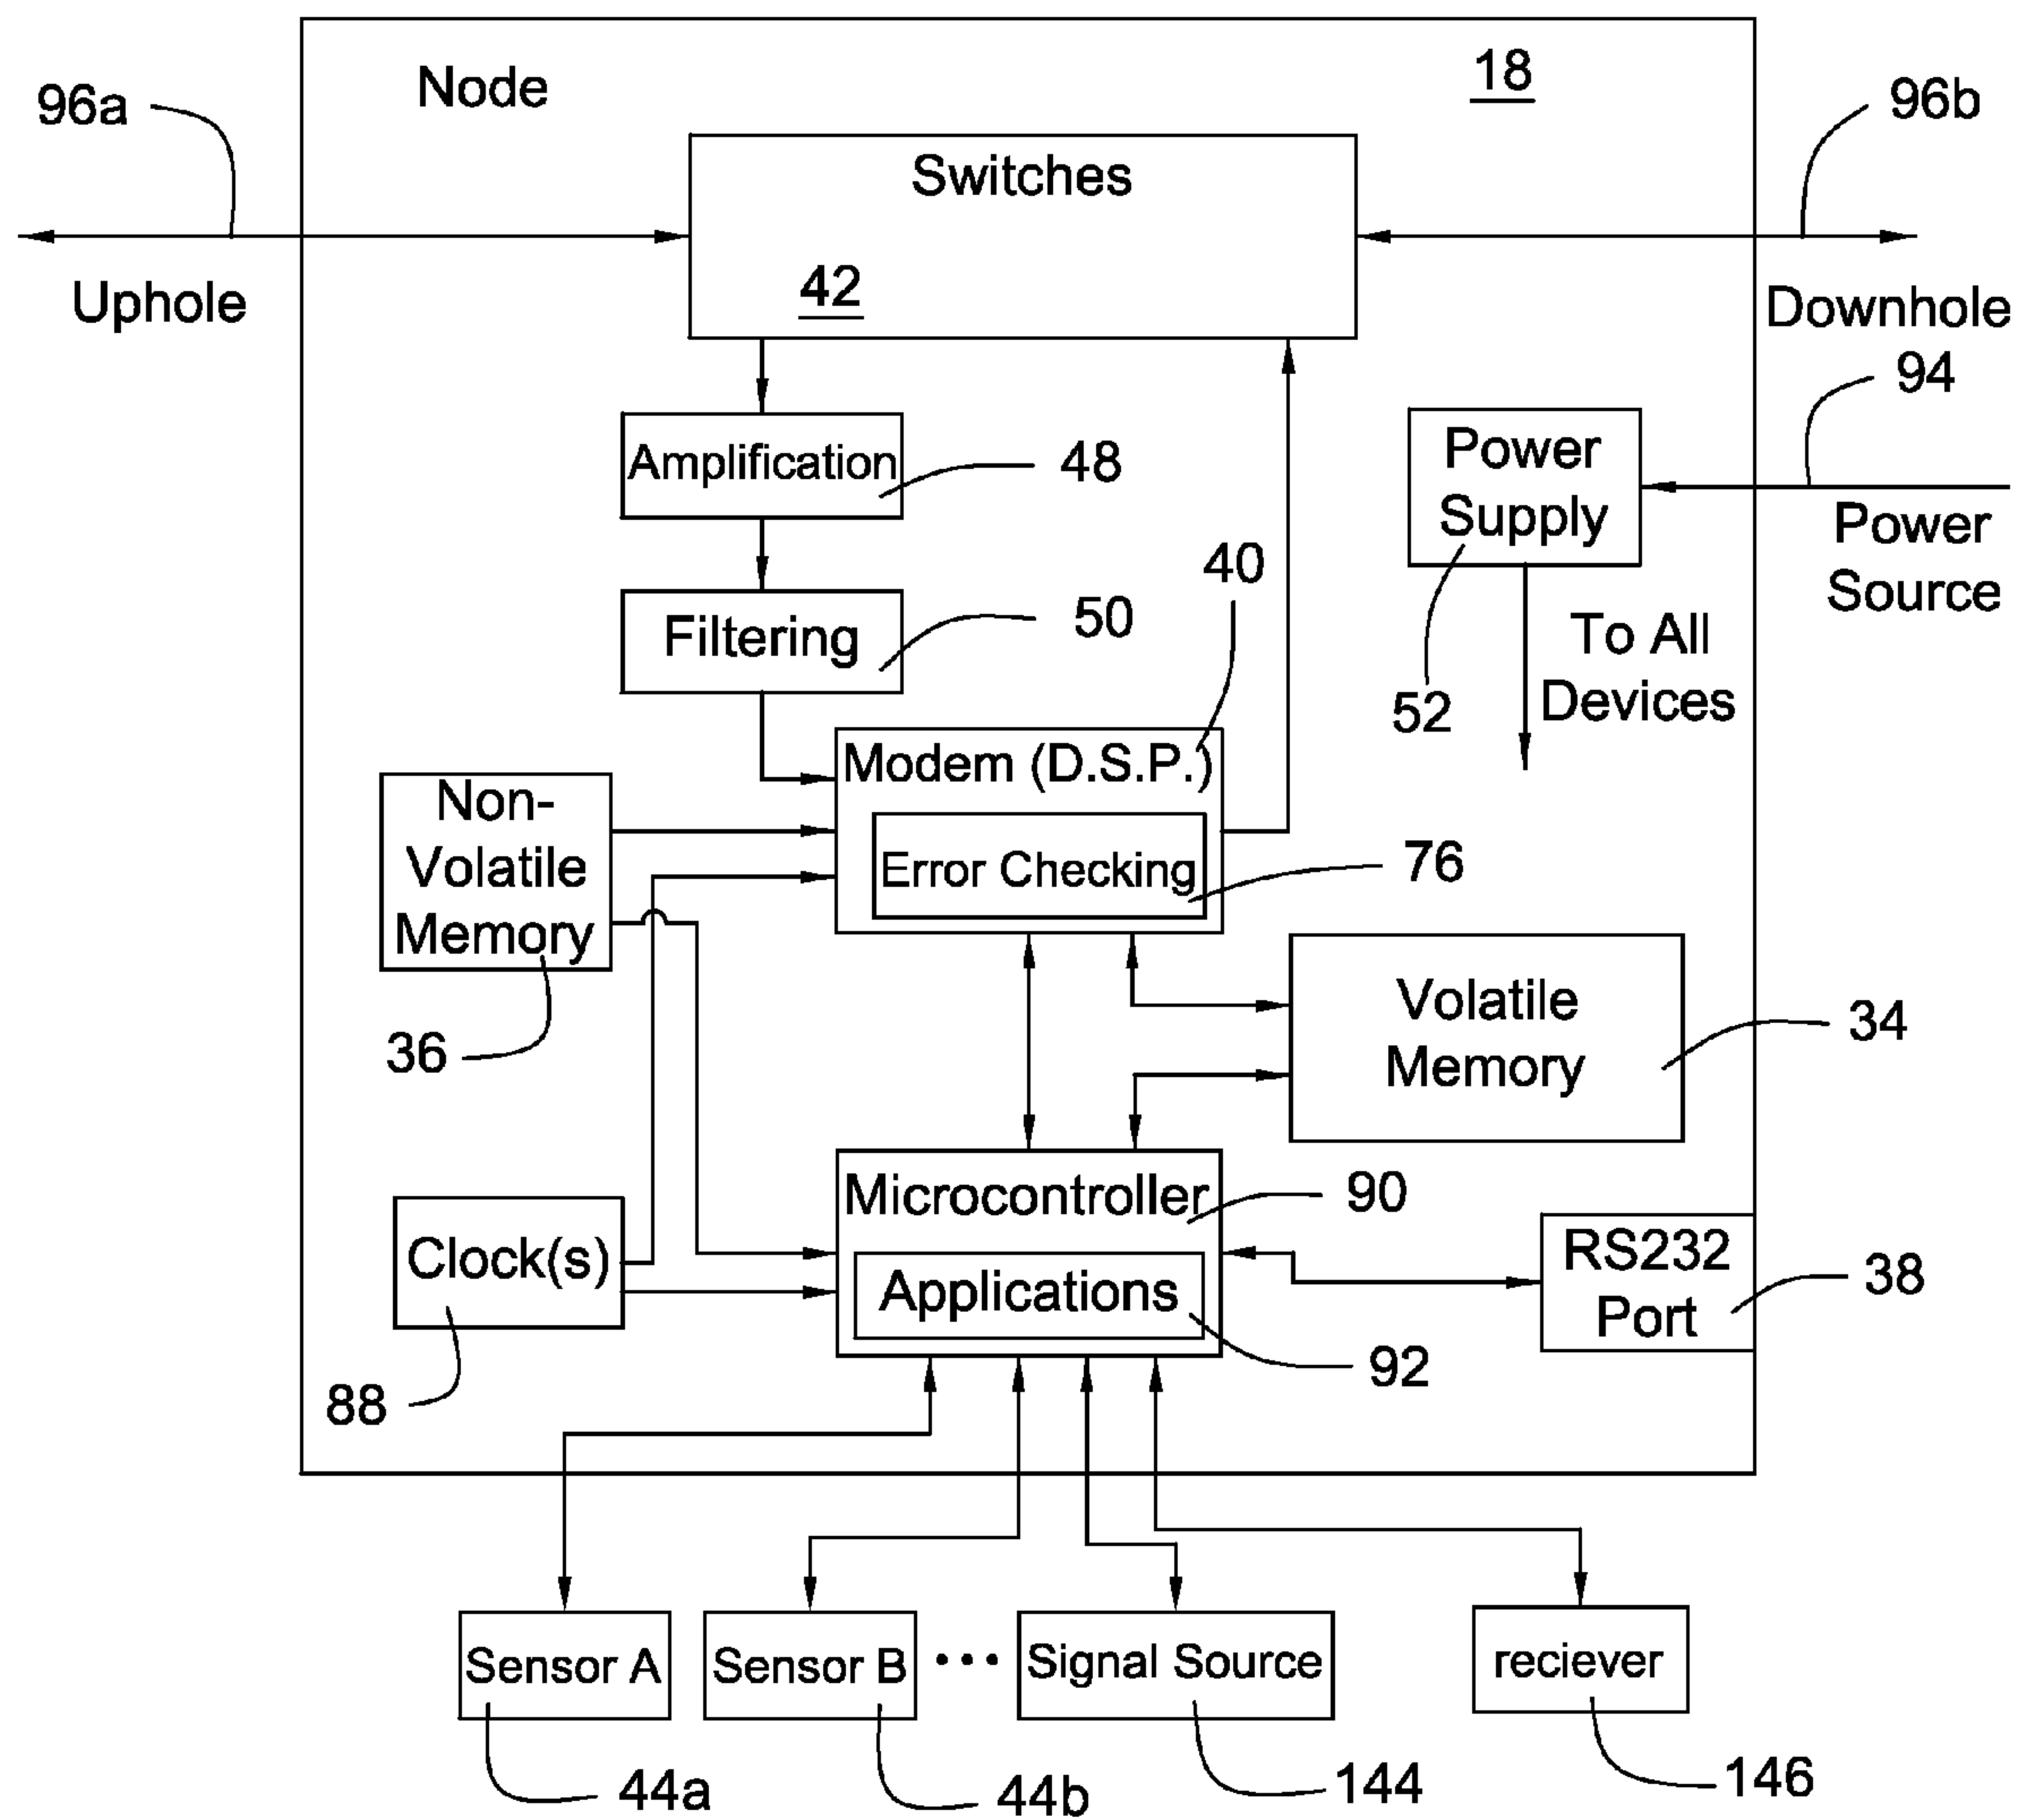 Node
18
96a
96b
Switches
42
Uphole
Downhole
94
Amplification
48
Power
Supply
Power
Source
40
Filtering
50
To All
Devices
52
Modem (D.S.P.)
Non-
Volatile
Memory
Error Checking
76
36
Volatile
Memory
34
Microcontroller
90
Clock(s)
Applications
RS232
Port
38
92
88
Sensor A
Sensor B
•••
Signal Source
reciever
44a
44b
144
146